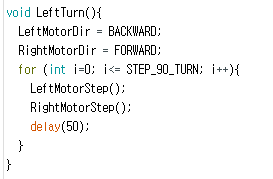 void LeftTurn(){
  LeftMotorDir = BACKWARD;
  RightMotorDir = FORWARD;
  for (int i=0; i<= STEP_90_TURN; i++){
    LeftMotorStep();
    RightMotorStep();
    delay(50);
  }
}